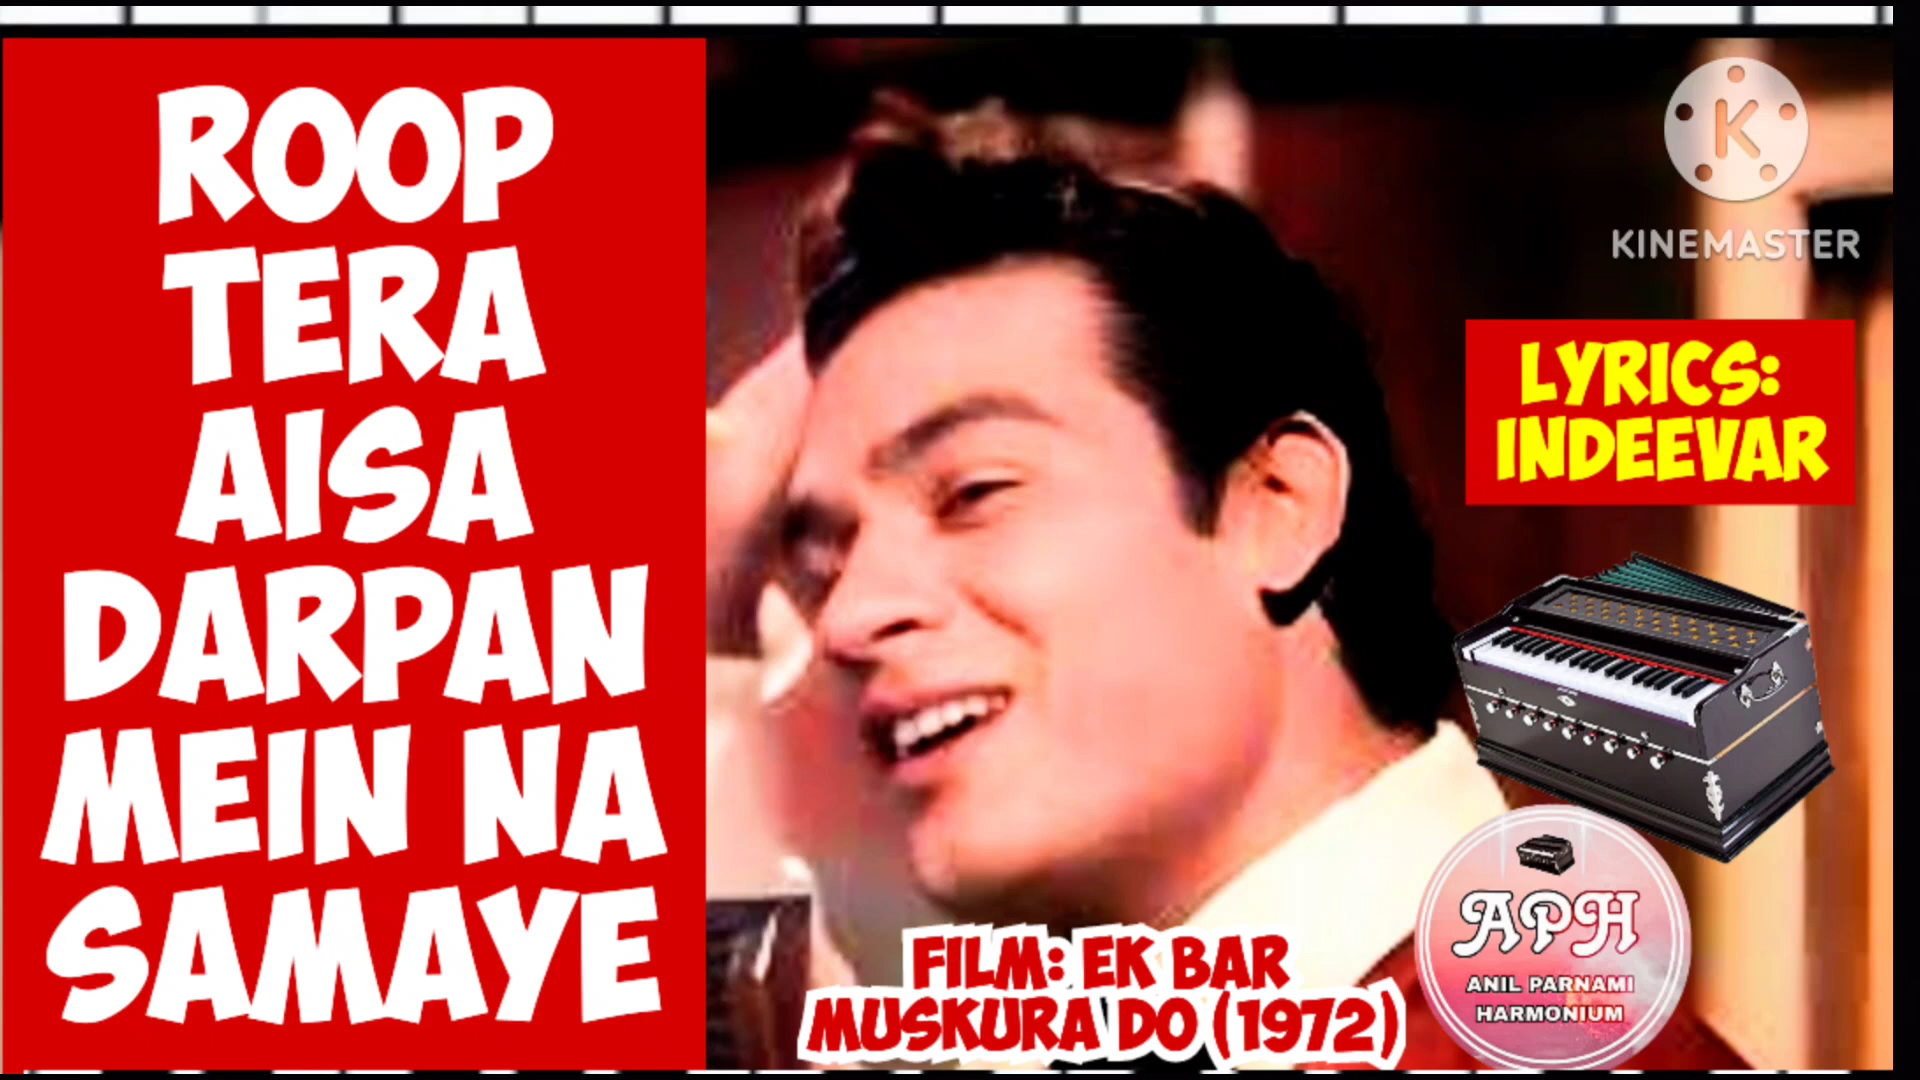 ROOP
TERA
AISA
DARPAN
MEIN NA
SAMAYE
K
KINEMASTER
LYRICS:
INDEEVAR
FILM: EK BAR
MUSKURA DO (1972)
APH
ANIL PARNAMI
HARMONIUM